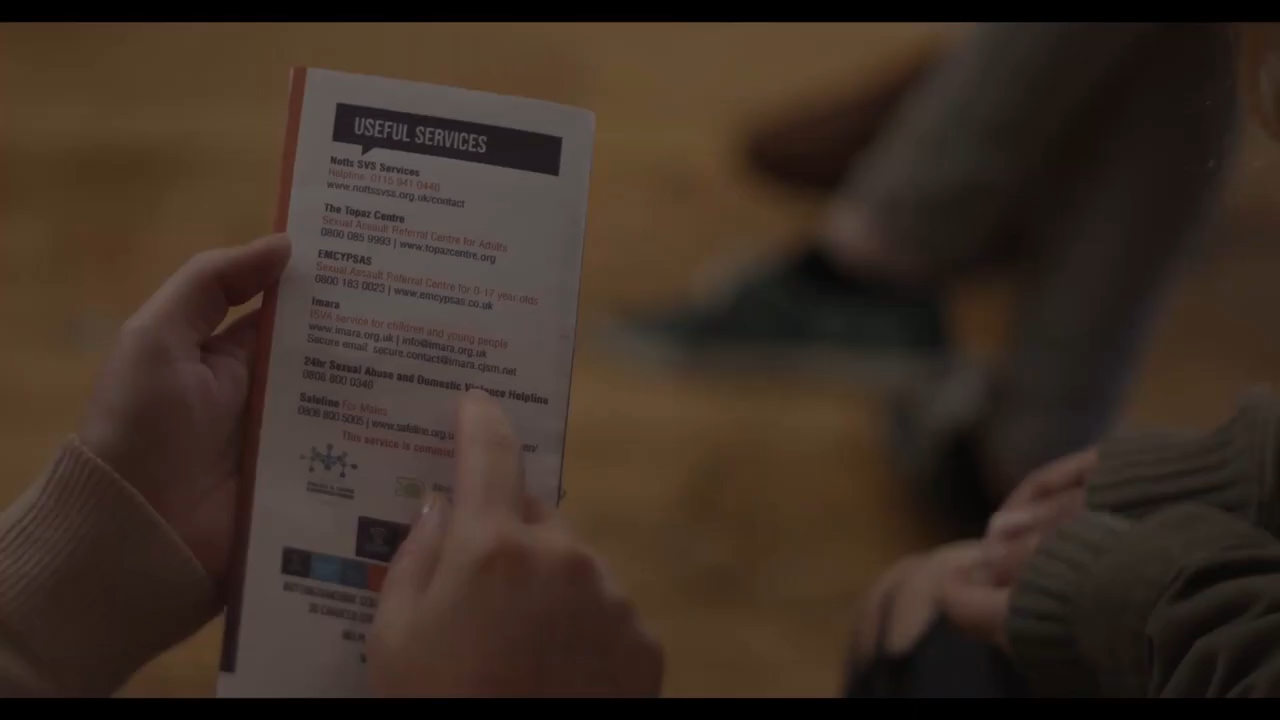 USEFUL SERVICES
Notts SVS Services
Helpline: 0115 941 0440
www.nottssvss.org.uk/contact
The Topaz Centre
Sexual Assault Referral Centre for Adults
0800 085 9993 | www.topazcentre.org
EMCYPSAS
Sexual Assault Referral Centre for 0-17 year olds
0800 183 0023 | www.emcypsas.co.uk
Imara
ISVA service for children and young people
www.imara.org.uk | info@imara.org.uk
Secure email: secure.contact@imara.cjsm.net
24hr Sexual Abuse and Domestic Violence Helpline
0808 800 0340
Safeline For Males
0808 800 5005 | www.safeline.org.u
This service is commis